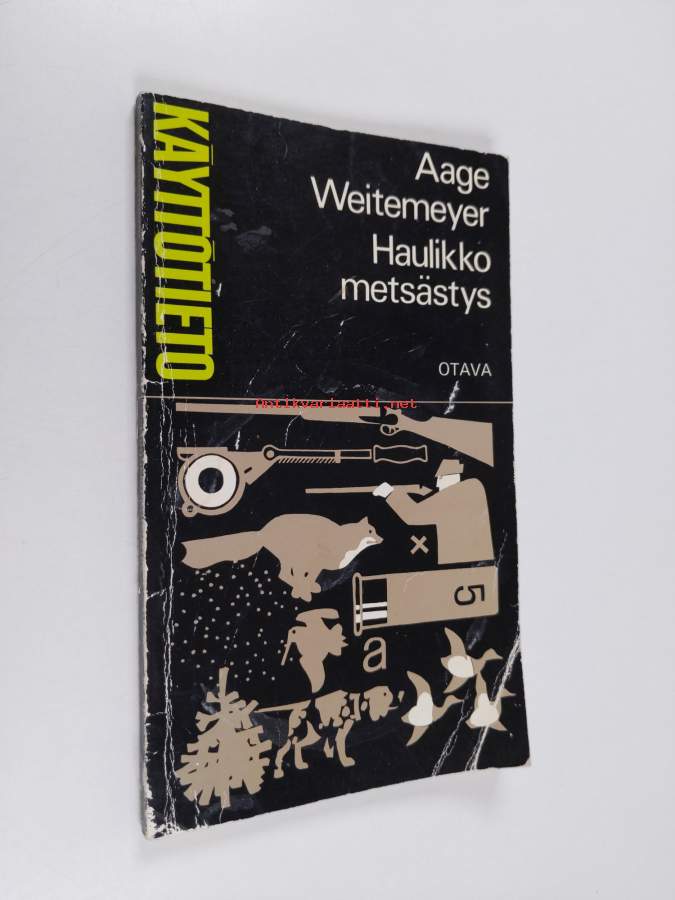 KÄYTTÖTIETO
Aage
Weitemeyer
Haulikko
metsästys
OTAVA
Antikvariaatti.net
×
5
a